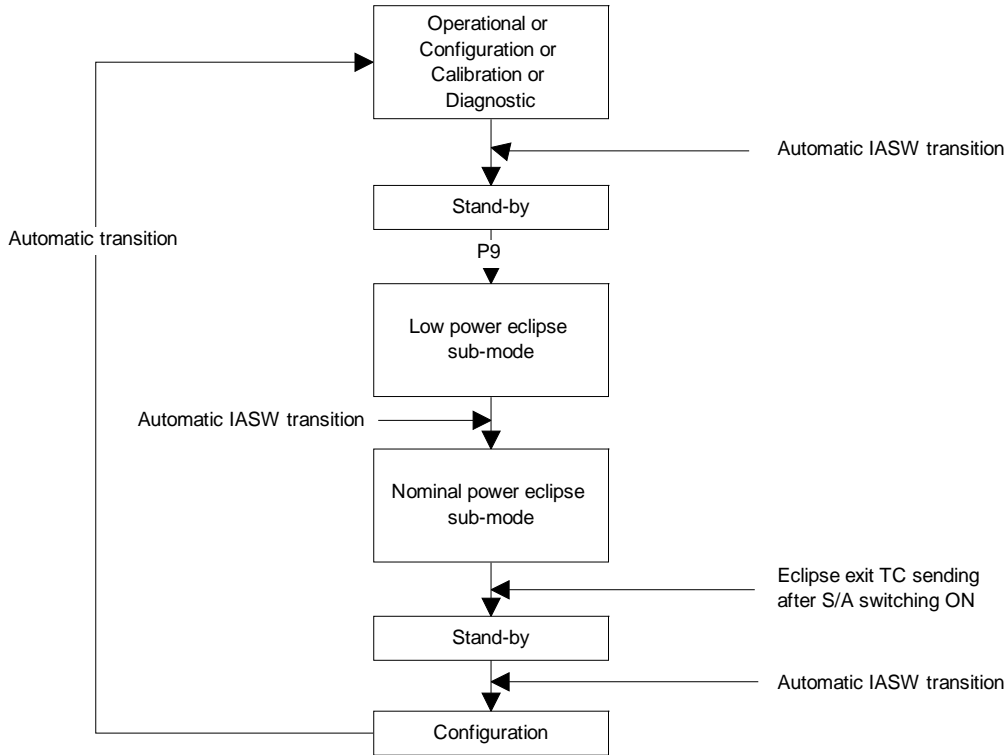 Operational or
Configuration or
Calibration or
Diagnostic
Automatic IASW transition
Stand-by
Automatic transition
P9
Low power eclipse
sub-mode
Automatic IASW transition
Nominal power eclipse
sub-mode
Eclipse exit TC sending
after S/A switching ON
Stand-by
Automatic IASW transition
Configuration